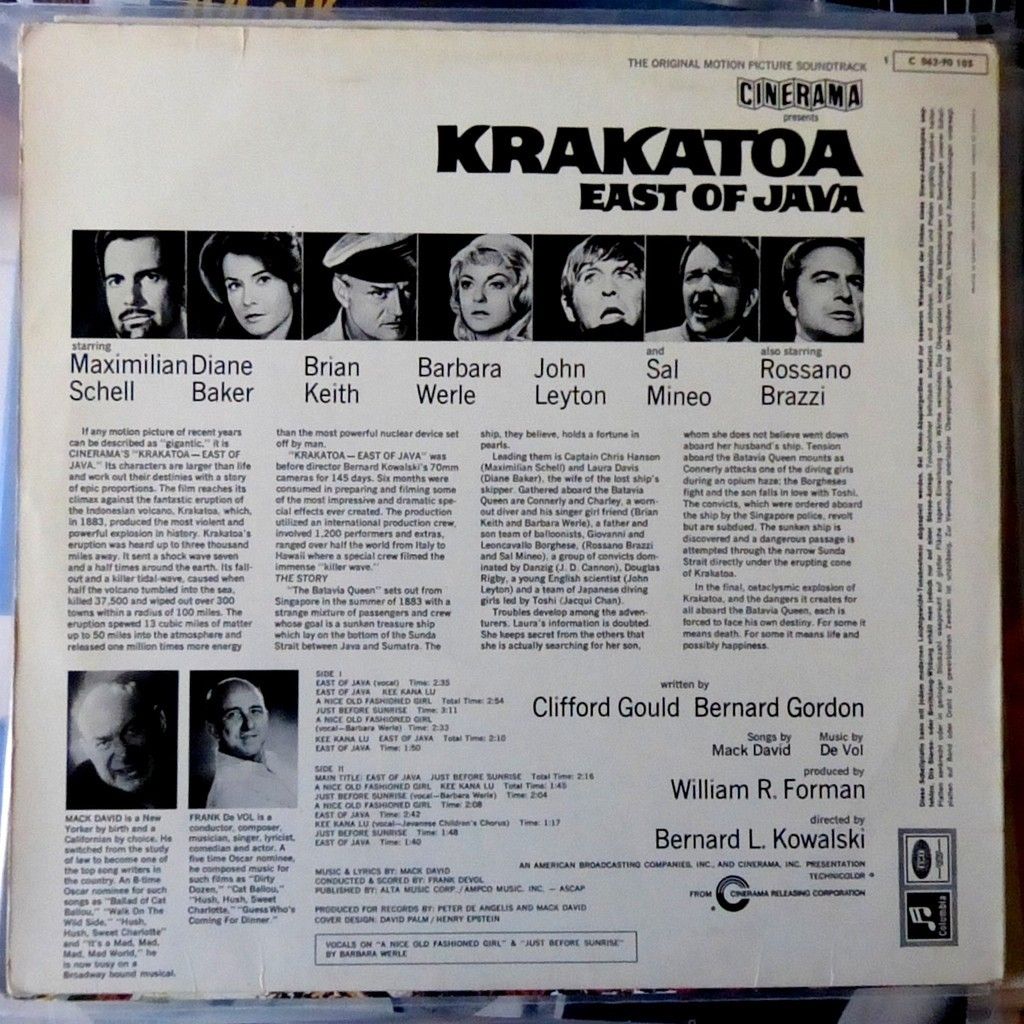 THE ORIGINAL MOTION PICTURE SOUNDTRACK
C 062-90 105
CINERAMA
presents
KRAKATOA
EAST OF JAVA
starring
Maximilian
Schell
Diane
Baker
Brian
Keith
Barbara
Werle
John
Leyton
and
Sal
Mineo
also starring
Rossano
Brazzi
If any motion picture of recent years
can be described as "gigantic," it is
CINERAMA'S "KRAKATOA—EAST OF
JAVA." Its characters are larger than life
and work out their destinies with a story
of epic proportions. The film reaches its
climax against the fantastic eruption of
the Indonesian volcano, Krakatoa, which,
in 1883, produced the most violent and
powerful explosion in history. Krakatoa's
eruption was heard up to three thousand
miles away. It sent a shock wave seven
and a half times around the earth. Its fall-
out and a killer tidal-wave, caused when
half the volcano tumbled into the sea,
killed 37,500 and wiped out over 300
towns within a radius of 100 miles. The
eruption spewed 13 cubic miles of matter
up to 50 miles into the atmosphere and
released one million times more energy
than the most powerful nuclear device set
off by man.
"KRAKATOA—EAST OF JAVA" was
before director Bernard Kowalski's 70mm
cameras for 145 days. Six months were
consumed in preparing and filming some
of the most impressive and dramatic spe-
cial effects ever created. The production
utilized an international production crew,
involved 1,200 performers and extras,
ranged over half the world from Italy to
Hawaii where a special crew filmed the
immense "killer wave."
THE STORY
"The Batavia Queen" sets out from
Singapore in the summer of 1883 with a
strange mixture of passengers and crew
whose goal is a sunken treasure ship
which lay on the bottom of the Sunda
Strait between Java and Sumatra. The
ship, they believe, holds a fortune in
pearls.
Leading them is Captain Chris Hanson
(Maximilian Schell) and Laura Davis
(Diane Baker), the wife of the lost ship's
skipper. Gathered aboard the Batavia
Queen are Connerly and Charley, a worn-
out diver and his singer girl friend (Brian
Keith and Barbara Werle), a father and
son team of balloonists, Giovanni and
Leoncavallo Borghese, (Rossano Brazzi
and Sal Mineo), a group of convicts dom-
inated by Danzig (J. D. Cannon), Douglas
Rigby, a young English scientist (John
Leyton) and a team of Japanese diving
girls led by Toshi (Jacqui Chan).
Troubles develop among the adven-
turers. Laura's information is doubted.
She keeps secret from the others that
she is actually searching for her son,
whom she does not believe went down
aboard her husband's ship. Tension
aboard the Batavia Queen mounts as
Connerly attacks one of the diving girls
during an opium haze; the Borgheses
fight and the son falls in love with Toshi.
The convicts, which were ordered aboard
the ship by the Singapore police, revolt
but are subdued. The sunken ship is
discovered and a dangerous passage is
attempted through the narrow Sunda
Strait directly under the erupting cone
of Krakatoa.
In the final, cataclysmic explosion of
Krakatoa, and the dangers it creates for
all aboard the Batavia Queen, each is
forced to face his own destiny. For some it
means death. For some it means life and
possibly happiness.
MACK DAVID is a New
Yorker by birth and a
Californian by choice. He
switched from the study
of law to become one of
the top song writers in
the country. An 8-time
Oscar nominee for such
songs as "Ballad of Cat
Ballou," "Walk On The
Wild Side," "Hush,
Hush, Sweet Charlotte"
and "It's a Mad, Mad,
Mad, Mad World," he
is now busy on a
Broadway bound musical.
FRANK De VOL is a
conductor, composer,
musician, singer, lyricist,
comedian and actor. A
five time Oscar nominee,
he composed music for
such films as "Dirty
Dozen," "Cat Ballou,"
"Hush, Hush, Sweet
Charlotte," "Guess Who's
Coming For Dinner."
SIDE I
EAST OF JAVA (vocal) Time: 2:35
EAST OF JAVA KEE KANA LU
A NICE OLD FASHIONED GIRL Total Time: 2:54
JUST BEFORE SUNRISE Time: 3:11
A NICE OLD FASHIONED GIRL
(vocal—Barbara Werle) Time: 2:33
KEE KANA LU EAST OF JAVA Total Time: 2:10
EAST OF JAVA Time: 1:50
SIDE II
MAIN TITLE: EAST OF JAVA JUST BEFORE SUNRISE Total Time: 2:16
A NICE OLD FASHIONED GIRL KEE KANA LU Total Time: 1:45
JUST BEFORE SUNRISE (vocal—Barbara Werle) Time: 2:04
A NICE OLD FASHIONED GIRL Time: 2:08
EAST OF JAVA Time: 2:42
KEE KANA LU (vocal—Javanese Children's Chorus) Time: 1:17
JUST BEFORE SUNRISE Time: 1:48
EAST OF JAVA Time: 1:40
MUSIC & LYRICS BY: MACK DAVID
CONDUCTED & SCORED BY: FRANK DEVOL
PUBLISHED BY: ALTA MUSIC CORP./AMPCO MUSIC, INC. — ASCAP
PRODUCED FOR RECORDS BY: PETER DE ANGELIS AND MACK DAVID
COVER DESIGN: DAVID PALM/HENRY EPSTEIN
VOCALS ON "A NICE OLD FASHIONED GIRL" & "JUST BEFORE SUNRISE"
BY BARBARA WERLE
written by
Clifford Gould Bernard Gordon
Songs by
Mack David
Music by
De Vol
produced by
William R. Forman
directed by
Bernard L. Kowalski
AN AMERICAN BROADCASTING COMPANIES, INC., AND CINERAMA, INC. PRESENTATION
TECHNICOLOR ®
FROM CINERAMA RELEASING CORPORATION
Columbia